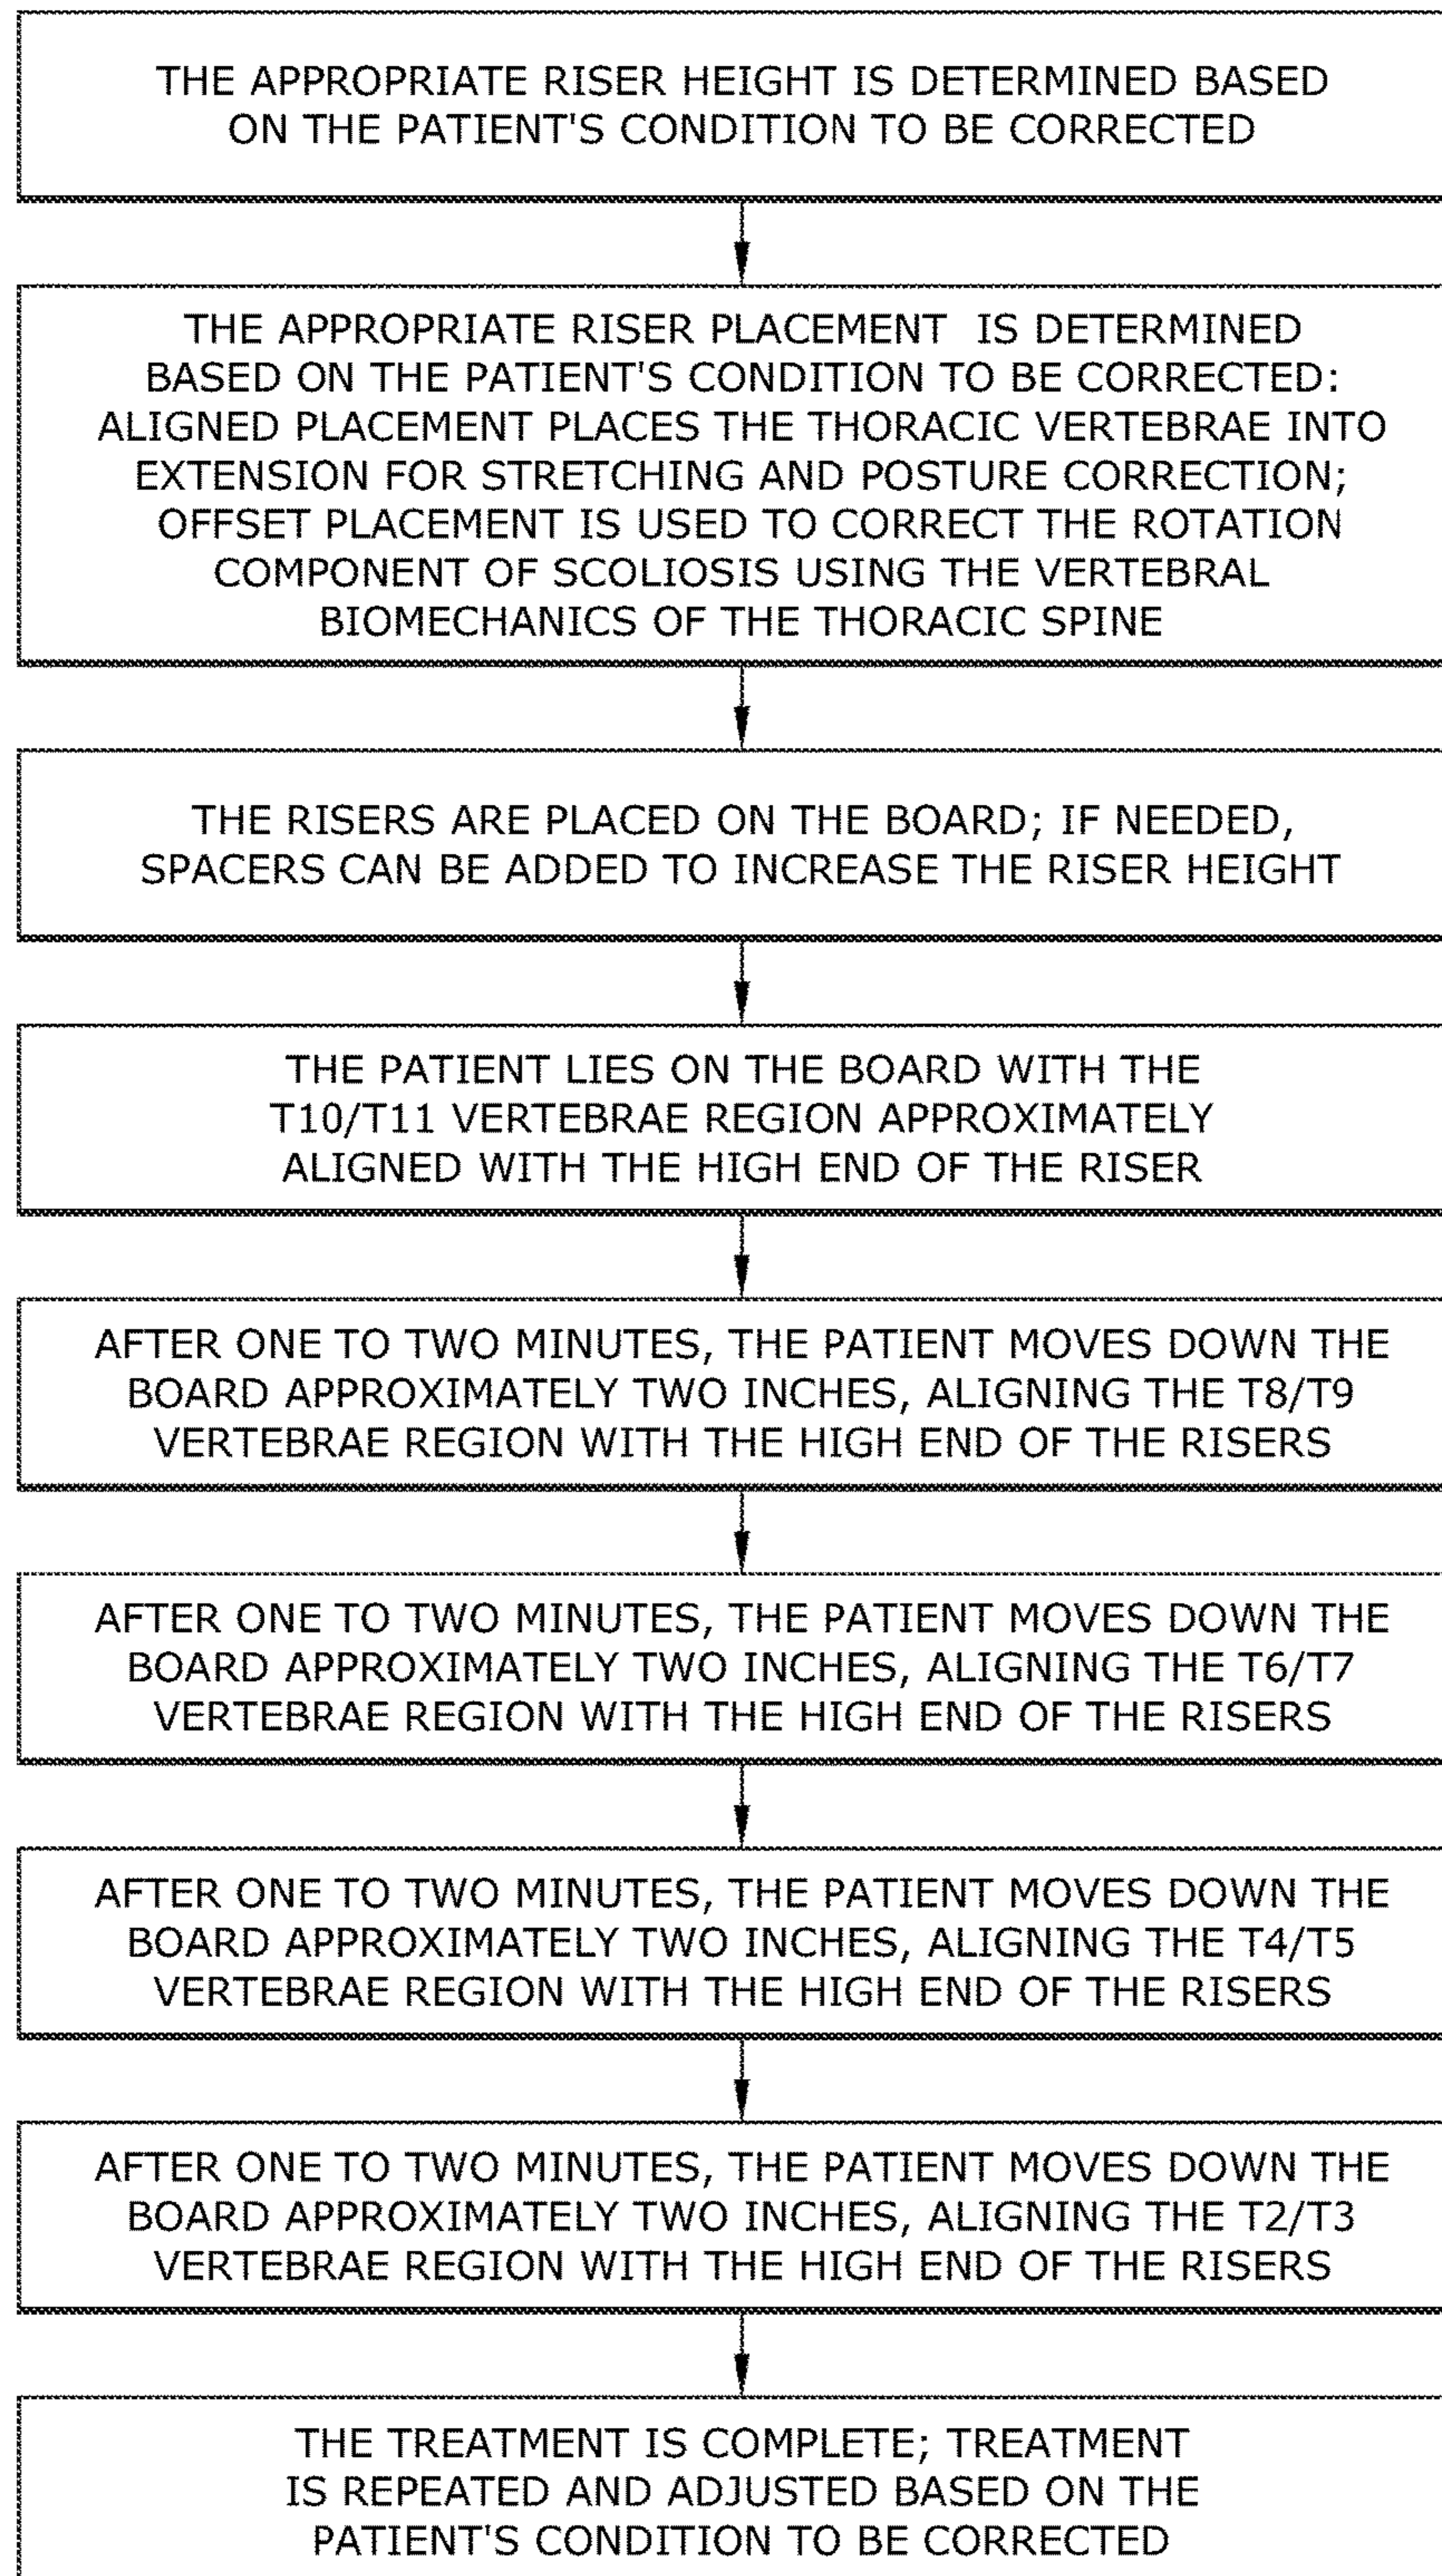 THE APPROPRIATE RISER HEIGHT IS DETERMINED BASED
ON THE PATIENT'S CONDITION TO BE CORRECTED
THE APPROPRIATE RISER PLACEMENT IS DETERMINED
BASED ON THE PATIENT'S CONDITION TO BE CORRECTED:
ALIGNED PLACEMENT PLACES THE THORACIC VERTEBRAE INTO
EXTENSION FOR STRETCHING AND POSTURE CORRECTION;
OFFSET PLACEMENT IS USED TO CORRECT THE ROTATION
COMPONENT OF SCOLIOSIS USING THE VERTEBRAL
BIOMECHANICS OF THE THORACIC SPINE
THE RISERS ARE PLACED ON THE BOARD; IF NEEDED,
SPACERS CAN BE ADDED TO INCREASE THE RISER HEIGHT
THE PATIENT LIES ON THE BOARD WITH THE
T10/T11 VERTEBRAE REGION APPROXIMATELY
ALIGNED WITH THE HIGH END OF THE RISER
AFTER ONE TO TWO MINUTES, THE PATIENT MOVES DOWN THE
BOARD APPROXIMATELY TWO INCHES, ALIGNING THE T8/T9
VERTEBRAE REGION WITH THE HIGH END OF THE RISERS
AFTER ONE TO TWO MINUTES, THE PATIENT MOVES DOWN THE
BOARD APPROXIMATELY TWO INCHES, ALIGNING THE T6/T7
VERTEBRAE REGION WITH THE HIGH END OF THE RISERS
AFTER ONE TO TWO MINUTES, THE PATIENT MOVES DOWN THE
BOARD APPROXIMATELY TWO INCHES, ALIGNING THE T4/T5
VERTEBRAE REGION WITH THE HIGH END OF THE RISERS
AFTER ONE TO TWO MINUTES, THE PATIENT MOVES DOWN THE
BOARD APPROXIMATELY TWO INCHES, ALIGNING THE T2/T3
VERTEBRAE REGION WITH THE HIGH END OF THE RISERS
THE TREATMENT IS COMPLETE; TREATMENT
IS REPEATED AND ADJUSTED BASED ON THE
PATIENT'S CONDITION TO BE CORRECTED